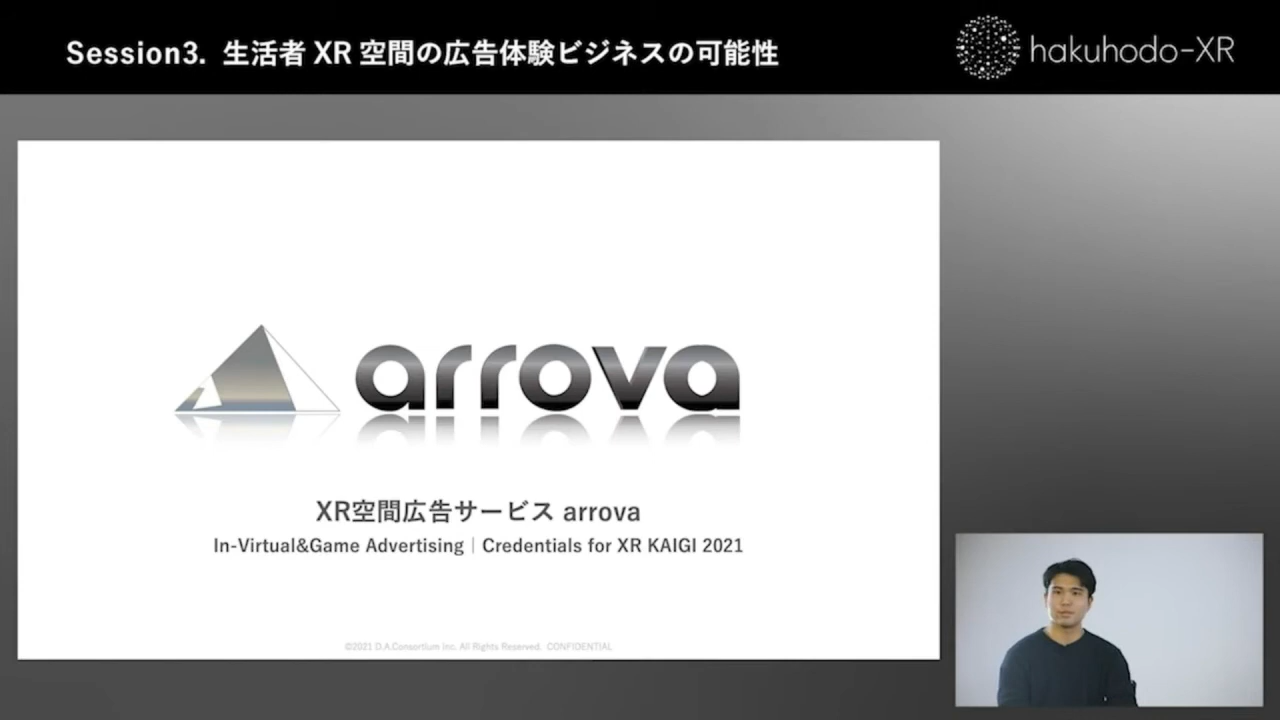 Session3. 生活者 XR 空間の広告体験ビジネスの可能性
hakuhodo-XR
arrova
XR空間広告サービス arrova
In-Virtual&Game Advertising｜Credentials for XR KAIGI 2021
©2021 D.A.Consortium Inc. All Rights Reserved. CONFIDENTIAL